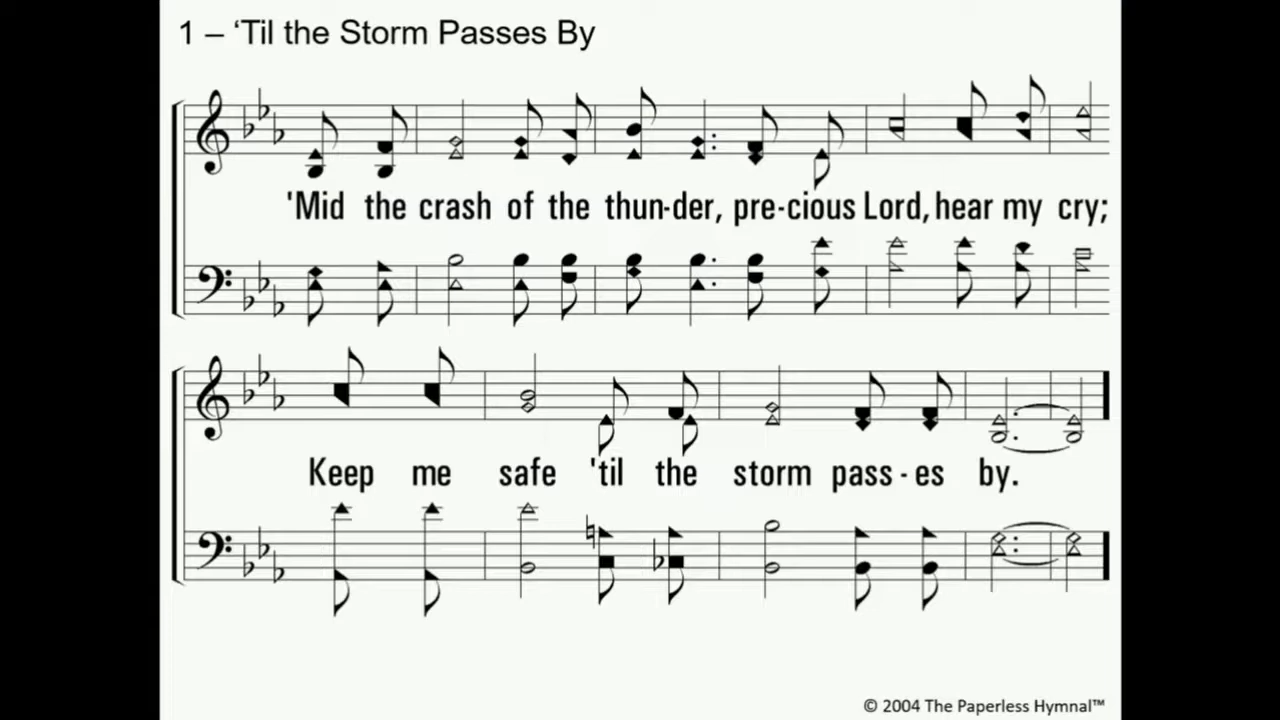 1 – ‘Til the Storm Passes By
'Mid the crash of the thun-der, pre-cious Lord, hear my cry;
Keep me safe 'til the storm pass - es by.
© 2004 The Paperless Hymnal™